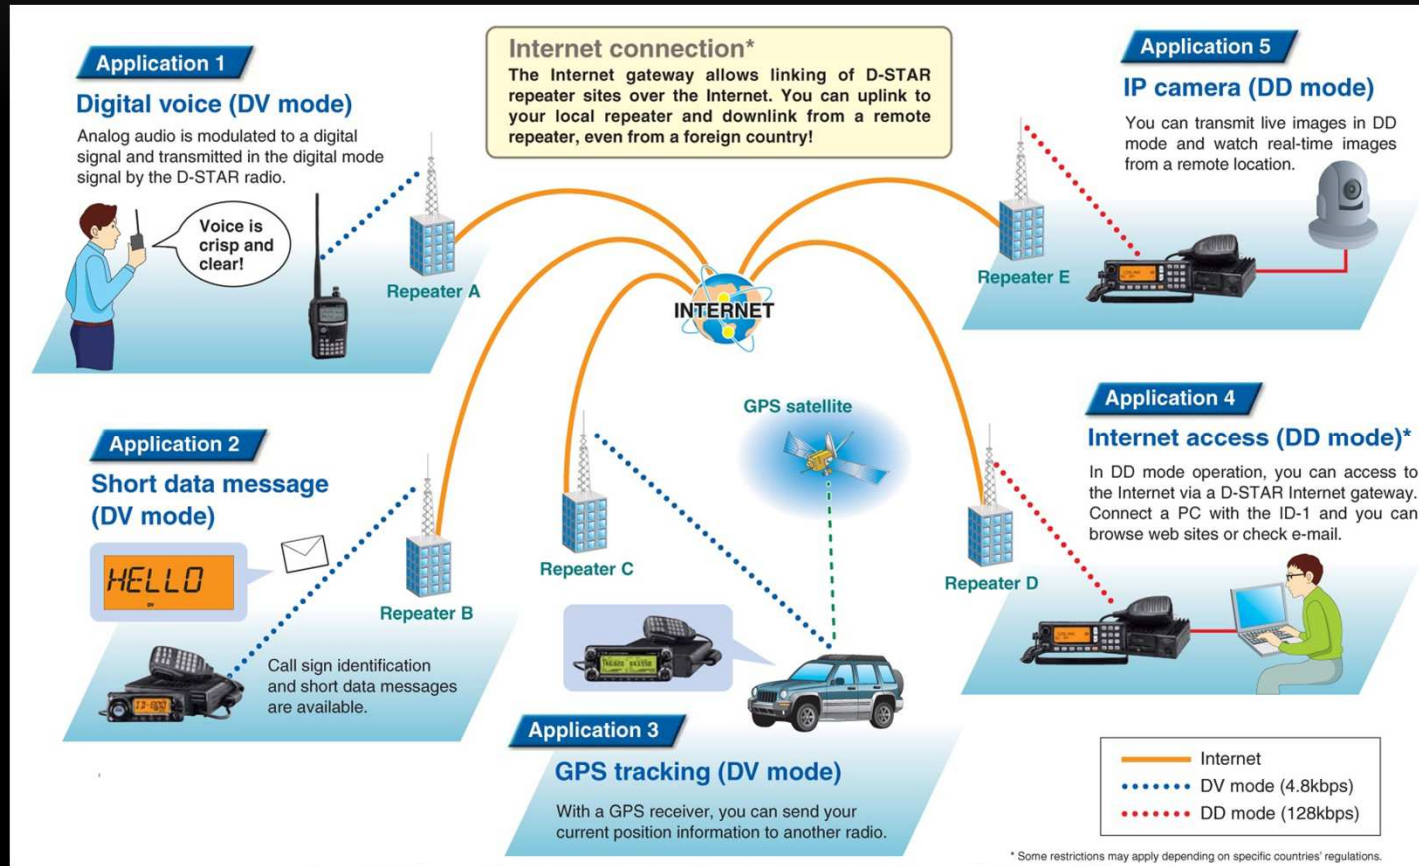 Application 1
Digital voice (DV mode)
Analog audio is modulated to a digital
signal and transmitted in the digital mode
signal by the D-STAR radio.
Voice is
crisp and
clear!
Repeater A
Internet connection*
The Internet gateway allows linking of D-STAR
repeater sites over the Internet. You can uplink to
your local repeater and downlink from a remote
repeater, even from a foreign country!
Application 5
IP camera (DD mode)
You can transmit live images in DD
mode and watch real-time images
from a remote location.
Repeater E
INTERNET
GPS satellite
Application 2
Short data message
(DV mode)
HELLO
DV
Repeater B
Call sign identification
and short data messages
are available.
Repeater C
Application 3
GPS tracking (DV mode)
With a GPS receiver, you can send your
current position information to another radio.
Application 4
Internet access (DD mode)*
In DD mode operation, you can access to
the Internet via a D-STAR Internet gateway.
Connect a PC with the ID-1 and you can
browse web sites or check e-mail.
Repeater D
Internet
DV mode (4.8kbps)
DD mode (128kbps)
* Some restrictions may apply depending on specific countries' regulations.